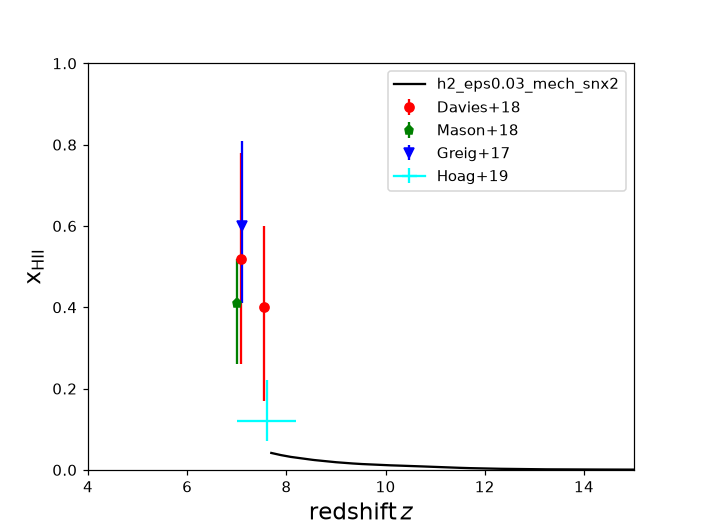 1.0
0.8
0.6
0.4
0.2
0.0
xHII
4 6 8 10 12 14
redshift z
h2_eps0.03_mech_snx2
Davies+18
Mason+18
Greig+17
Hoag+19